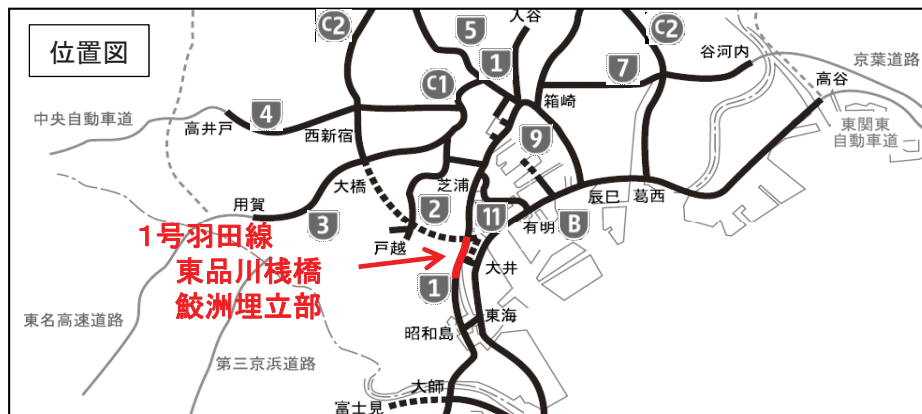 位置図
C2
5
入谷
C2
1
7
谷河内
京葉道路
C1
高谷
箱崎
4
中央自動車道
高井戸
西新宿
9
東関東
自動車道
芝浦
大橋
辰巳
葛西
用賀
2
11
有明
B
3
戸越
1号羽田線
東品川桟橋
鮫洲埋立部
大井
1
東海
昭和島
東名高速道路
第三京浜道路
大師
富士見